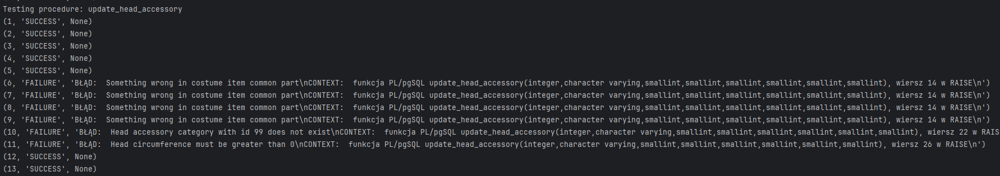 Testing procedure: update_head_accessory
(1, 'SUCCESS', None)
(2, 'SUCCESS', None)
(3, 'SUCCESS', None)
(4, 'SUCCESS', None)
(5, 'SUCCESS', None)
(6, 'FAILURE', 'BŁĄD:  Something wrong in costume item common part\nCONTEXT:  funkcja PL/pgSQL update_head_accessory(integer,character varying,smallint,smallint,smallint,smallint,smallint,smallint), wiersz 14 w RAISE\n')
(7, 'FAILURE', 'BŁĄD:  Something wrong in costume item common part\nCONTEXT:  funkcja PL/pgSQL update_head_accessory(integer,character varying,smallint,smallint,smallint,smallint,smallint,smallint), wiersz 14 w RAISE\n')
(8, 'FAILURE', 'BŁĄD:  Something wrong in costume item common part\nCONTEXT:  funkcja PL/pgSQL update_head_accessory(integer,character varying,smallint,smallint,smallint,smallint,smallint,smallint), wiersz 14 w RAISE\n')
(9, 'FAILURE', 'BŁĄD:  Something wrong in costume item common part\nCONTEXT:  funkcja PL/pgSQL update_head_accessory(integer,character varying,smallint,smallint,smallint,smallint,smallint,smallint), wiersz 14 w RAISE\n')
(10, 'FAILURE', 'BŁĄD:  Head accessory category with id 99 does not exist\nCONTEXT:  funkcja PL/pgSQL update_head_accessory(integer,character varying,smallint,smallint,smallint,smallint,smallint,smallint), wiersz 22 w RAIS
(11, 'FAILURE', 'BŁĄD:  Head circumference must be greater than 0\nCONTEXT:  funkcja PL/pgSQL update_head_accessory(integer,character varying,smallint,smallint,smallint,smallint,smallint,smallint), wiersz 26 w RAISE\n')
(12, 'SUCCESS', None)
(13, 'SUCCESS', None)